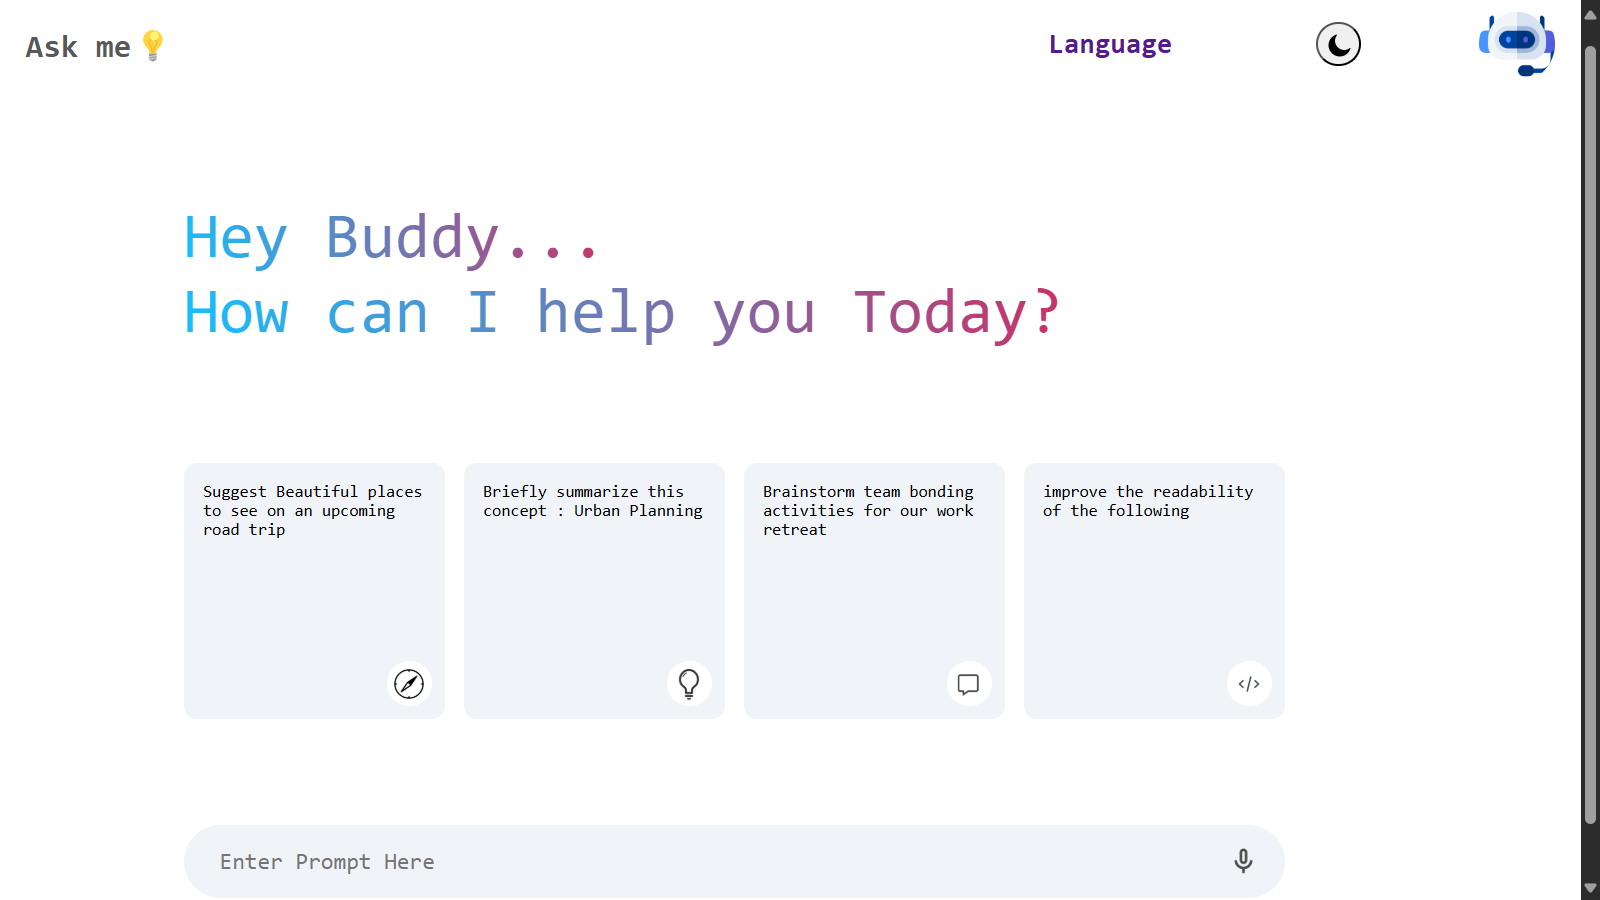 Ask me
Language
Hey Buddy...
How can I help you Today?
Suggest Beautiful places
to see on an upcoming
road trip
Briefly summarize this
concept : Urban Planning
Brainstorm team bonding
activities for our work
retreat
improve the readability
of the following
Enter Prompt Here